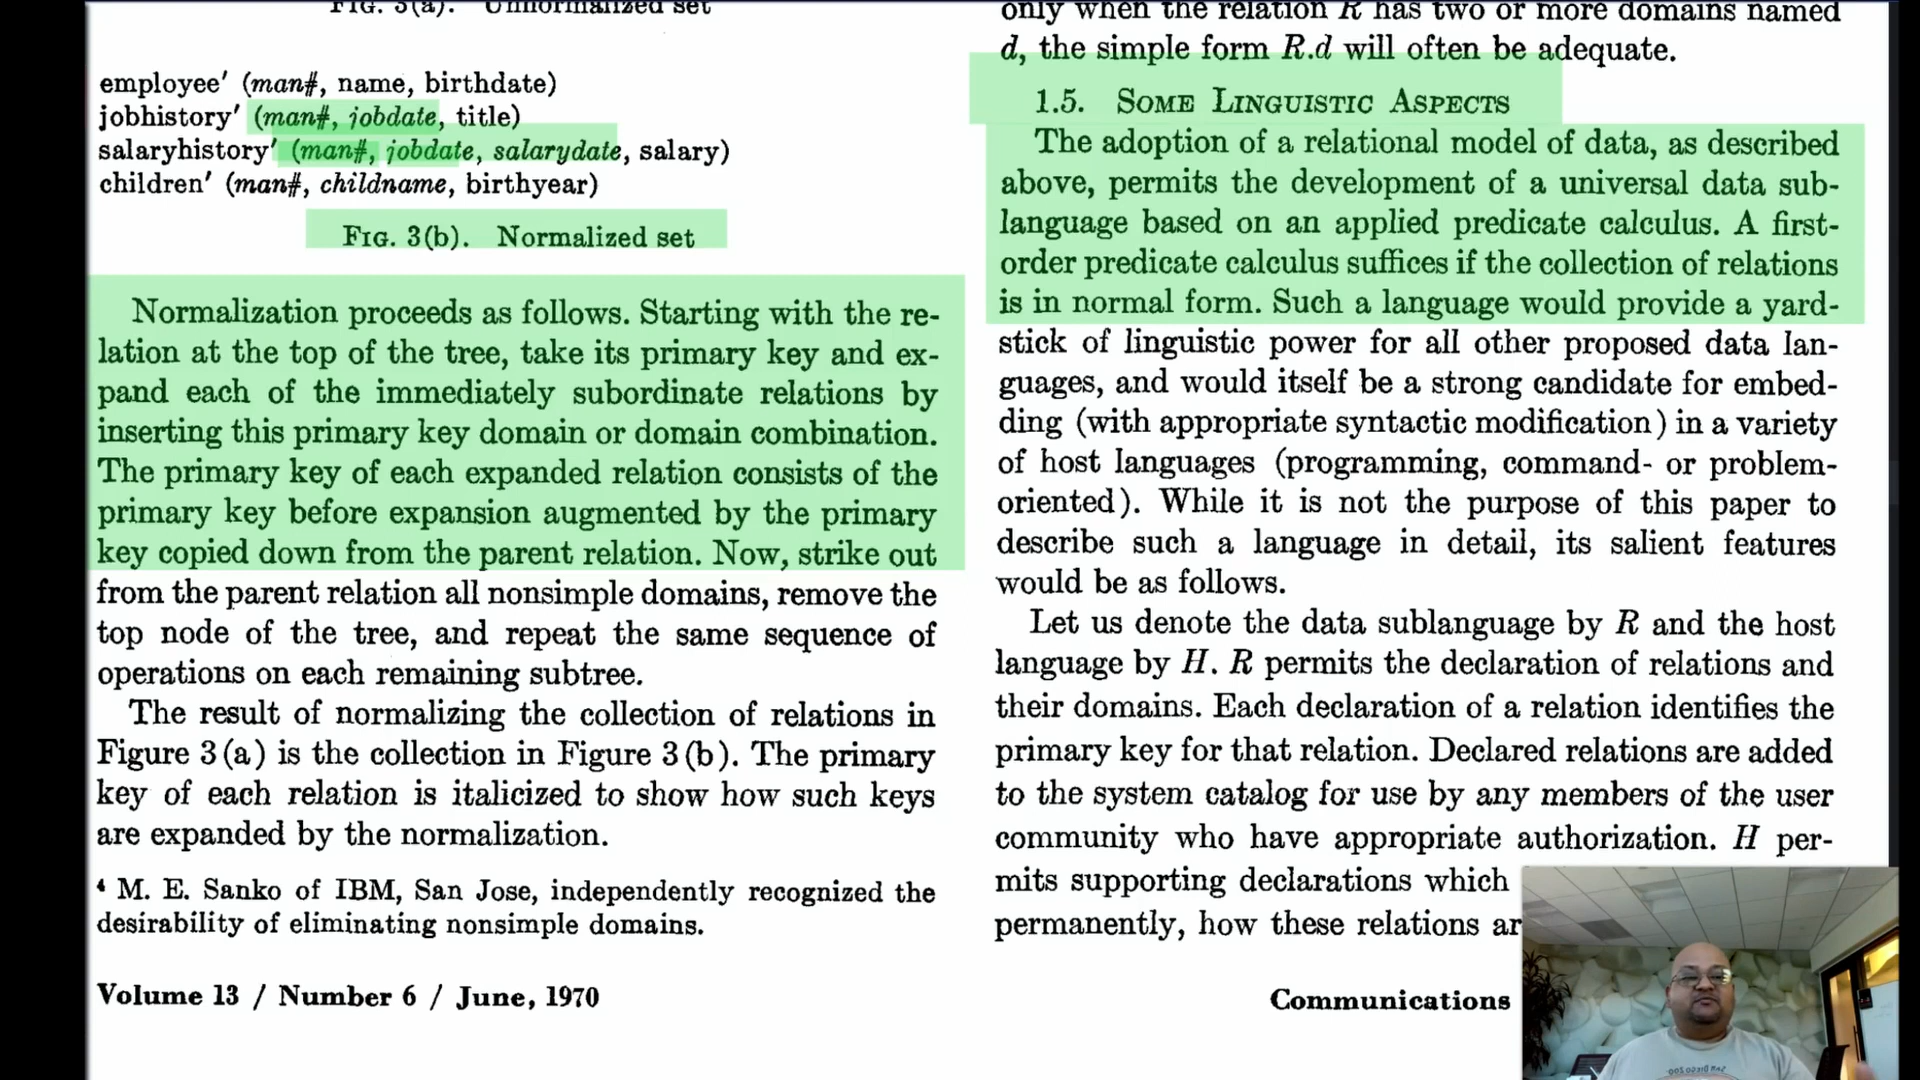 FIG. 3(a). Unnormalized set
employee′ (man#, name, birthdate)
jobhistory′ (man#, jobdate, title)
salaryhistory′ (man#, jobdate, salarydate, salary)
children′ (man#, childname, birthyear)
FIG. 3(b). Normalized set
Normalization proceeds as follows. Starting with the re-
lation at the top of the tree, take its primary key and ex-
pand each of the immediately subordinate relations by
inserting this primary key domain or domain combination.
The primary key of each expanded relation consists of the
primary key before expansion augmented by the primary
key copied down from the parent relation. Now, strike out
from the parent relation all nonsimple domains, remove the
top node of the tree, and repeat the same sequence of
operations on each remaining subtree.
The result of normalizing the collection of relations in
Figure 3(a) is the collection in Figure 3(b). The primary
key of each relation is italicized to show how such keys
are expanded by the normalization.
⁴ M. E. Sanko of IBM, San Jose, independently recognized the
desirability of eliminating nonsimple domains.
Volume 13 / Number 6 / June, 1970
only when the relation R has two or more domains named
d, the simple form R.d will often be adequate.
1.5. SOME LINGUISTIC ASPECTS
The adoption of a relational model of data, as described
above, permits the development of a universal data sub-
language based on an applied predicate calculus. A first-
order predicate calculus suffices if the collection of relations
is in normal form. Such a language would provide a yard-
stick of linguistic power for all other proposed data lan-
guages, and would itself be a strong candidate for embed-
ding (with appropriate syntactic modification) in a variety
of host languages (programming, command- or problem-
oriented). While it is not the purpose of this paper to
describe such a language in detail, its salient features
would be as follows.
Let us denote the data sublanguage by R and the host
language by H. R permits the declaration of relations and
their domains. Each declaration of a relation identifies the
primary key for that relation. Declared relations are added
to the system catalog for use by any members of the user
community who have appropriate authorization. H per-
mits supporting declarations which
permanently, how these relations ar
Communications